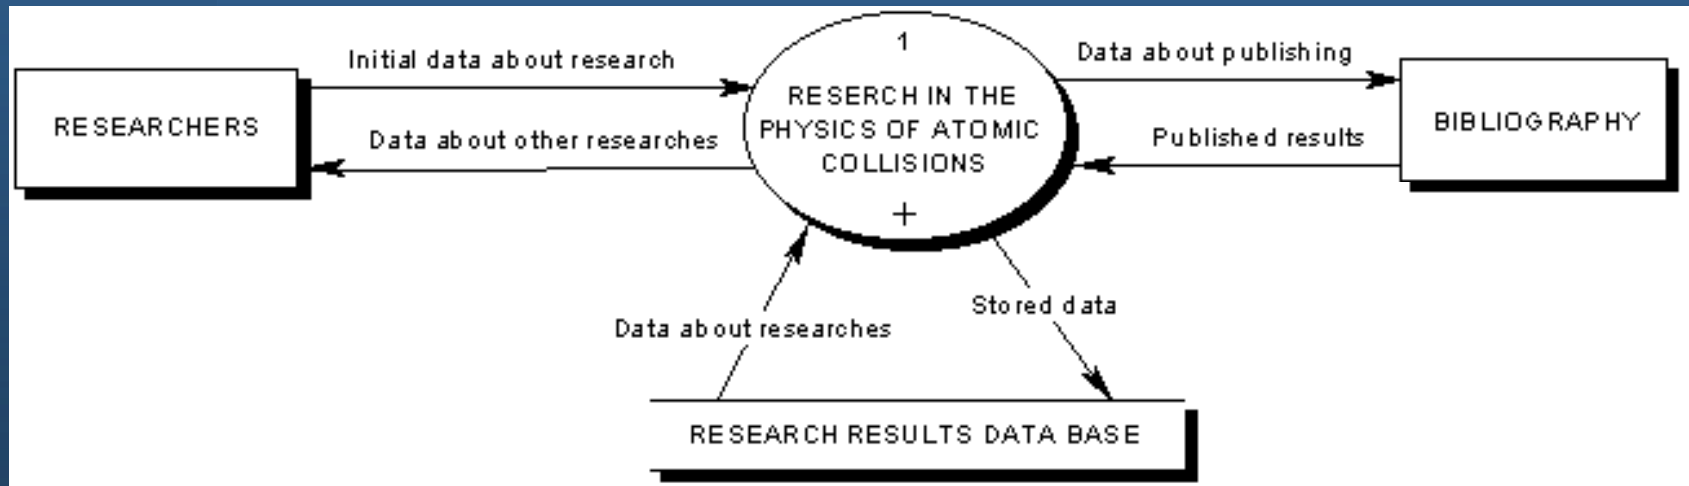 1
Initial data about research
Data about publishing
RESEARCHERS
RESERCH IN THE
PHYSICS OF ATOMIC
COLLISIONS
BIBLIOGRAPHY
Data about other researches
Published results
+
Stored data
Data about researches
RESEARCH RESULTS DATA BASE